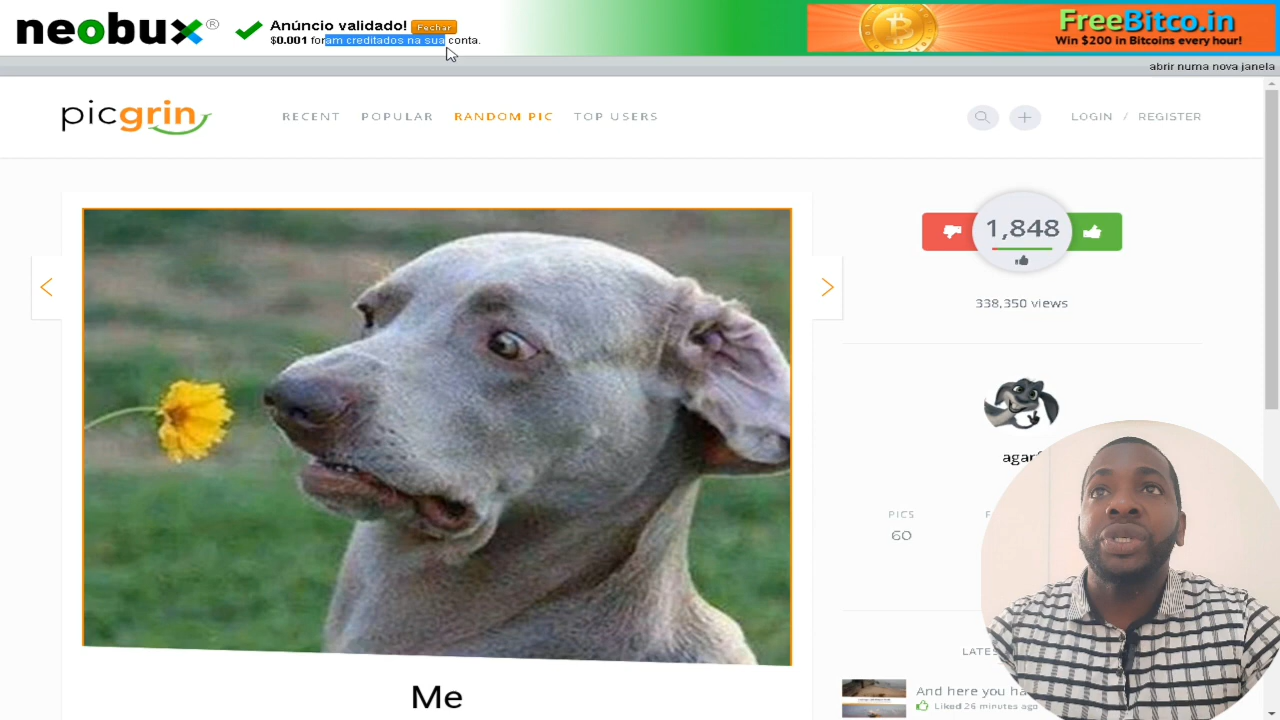 neobux®
Anúncio validado! Fechar
$0.001 foram creditados na sua conta.
FreeBitco.in
Win $200 in Bitcoins every hour!
abrir numa nova janela
picgrin
RECENT POPULAR RANDOM PIC TOP USERS
LOGIN / REGISTER
1,848
338,350 views
PICS
60
Me
And here you
Liked 26 minutes ago